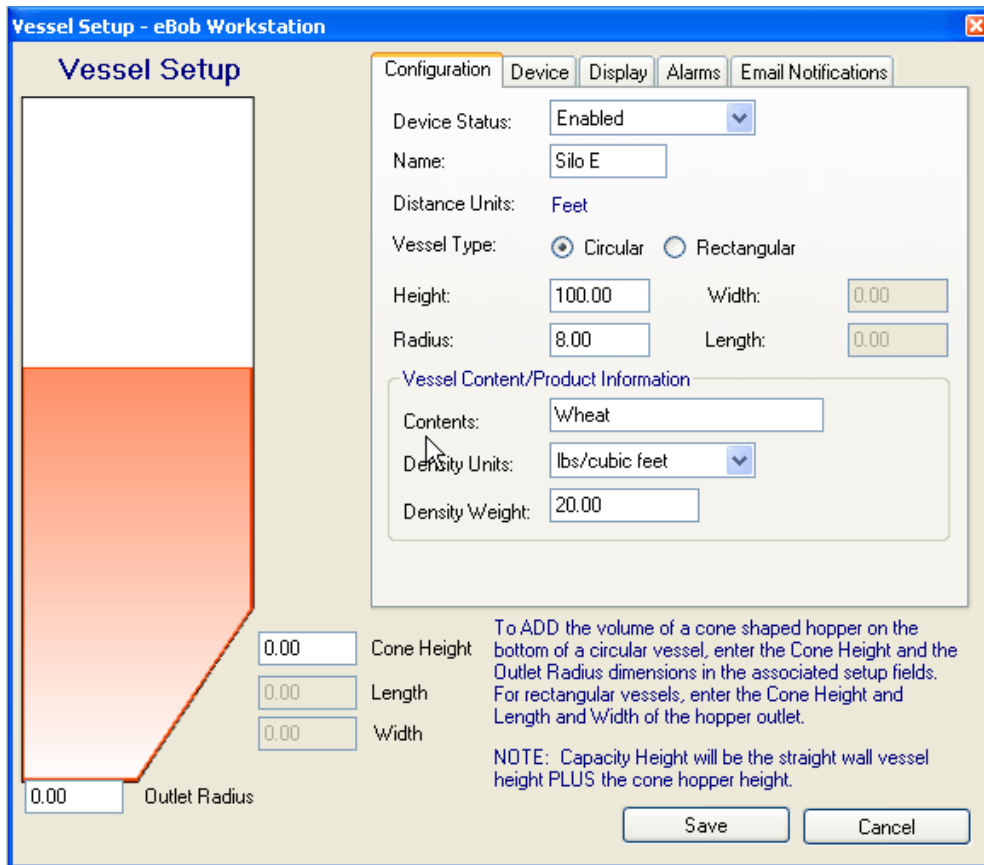 Vessel Setup - eBob Workstation
Vessel Setup
Configuration Device Display Alarms Email Notifications
Device Status: Enabled
Name: Silo E
Distance Units: Feet
Vessel Type: Circular Rectangular
Height: 100.00 Width: 0.00
Radius: 8.00 Length: 0.00
Vessel Content/Product Information
Contents: Wheat
Density Units: lbs/cubic feet
Density Weight: 20.00
0.00 Cone Height
0.00 Length
0.00 Width
0.00 Outlet Radius
To ADD the volume of a cone shaped hopper on the
bottom of a circular vessel, enter the Cone Height and the
Outlet Radius dimensions in the associated setup fields.
For rectangular vessels, enter the Cone Height and
Length and Width of the hopper outlet.
NOTE: Capacity Height will be the straight wall vessel
height PLUS the cone hopper height.
Save Cancel